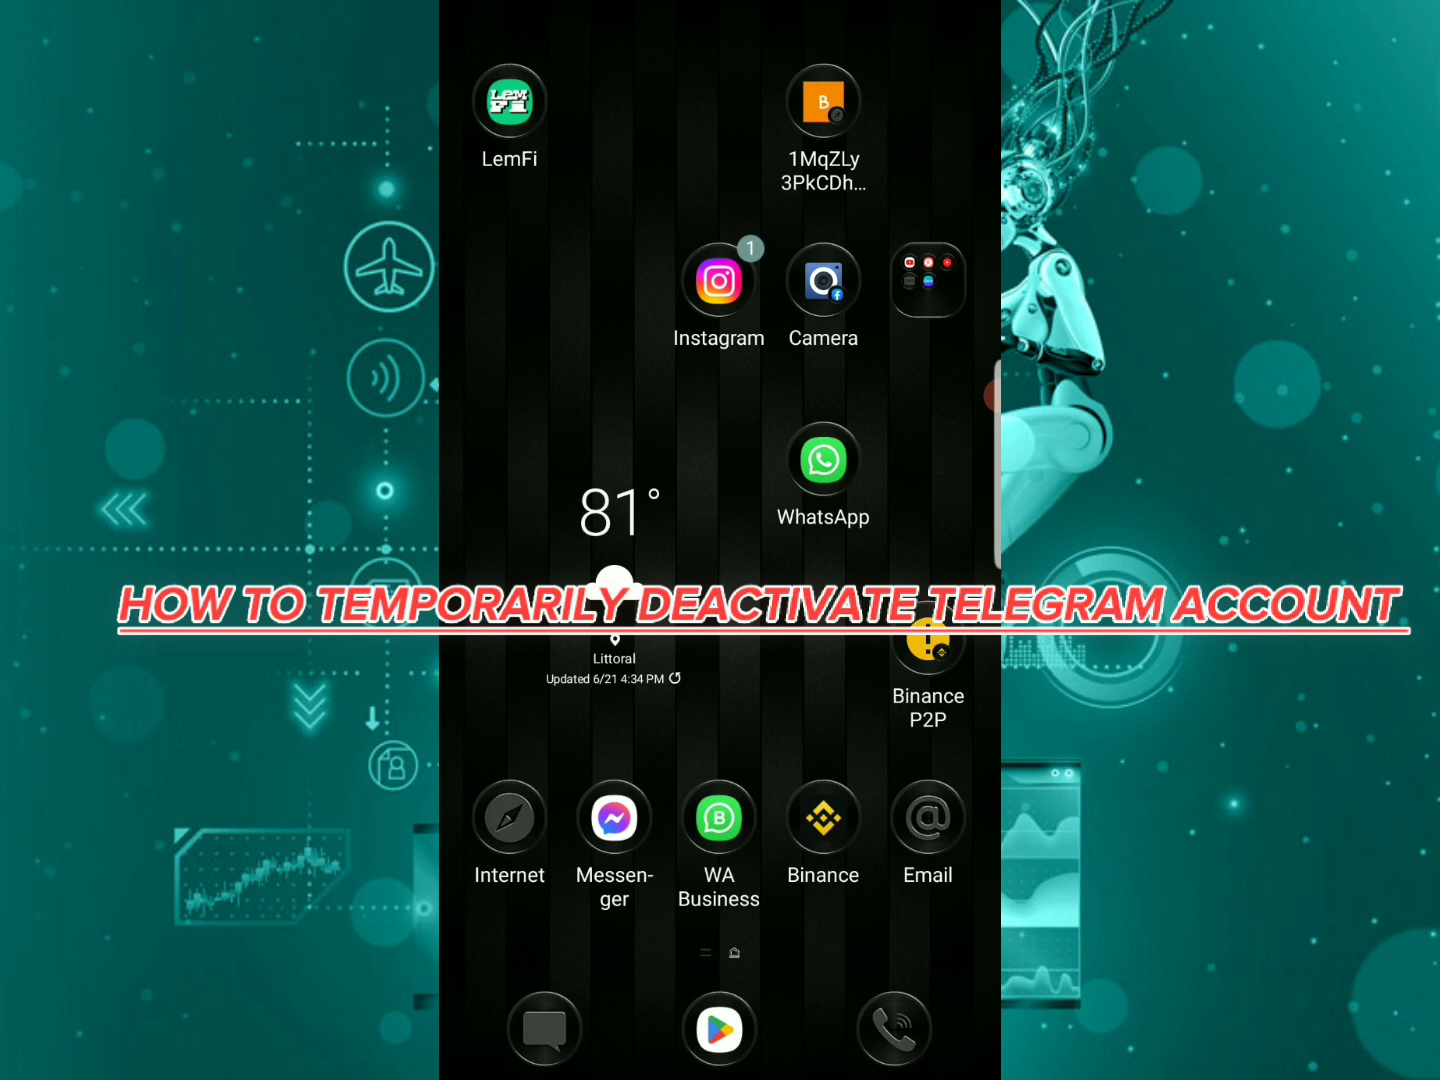 LemFi
B
1MqZLy
3PkCDh...
1
Instagram
Camera
WhatsApp
81°
HOW TO TEMPORARILY DEACTIVATE TELEGRAM ACCOUNT
Littoral
Updated 6/21 4:34 PM
Binance
P2P
Internet
Messen-
ger
B
WA
Business
Binance
@
Email